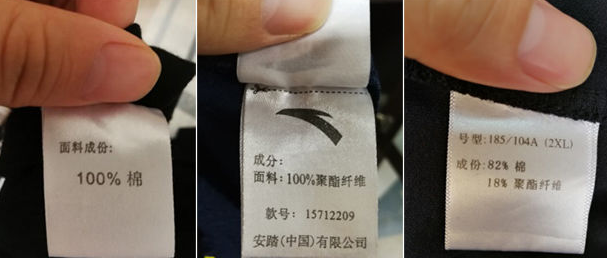 面料成份:
100% 棉
成分:
面料: 100%聚酯纤维
款号: 15712209
安踏(中国)有限公司
号型:185/104A (2XL)
成份:82% 棉
18% 聚酯纤维